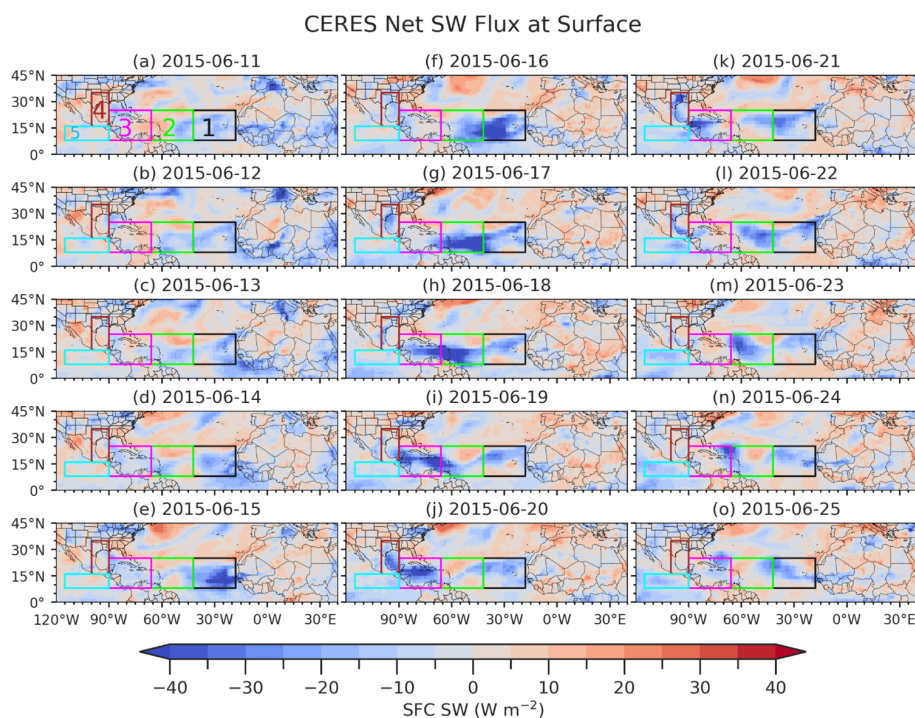 CERES Net SW Flux at Surface
(a) 2015-06-11 (f) 2015-06-16 (k) 2015-06-21
45°N
30°N
15°N
0°
4
5 3 2 1
(b) 2015-06-12 (g) 2015-06-17 (l) 2015-06-22
45°N
30°N
15°N
0°
(c) 2015-06-13 (h) 2015-06-18 (m) 2015-06-23
45°N
30°N
15°N
0°
(d) 2015-06-14 (i) 2015-06-19 (n) 2015-06-24
45°N
30°N
15°N
0°
(e) 2015-06-15 (j) 2015-06-20 (o) 2015-06-25
45°N
30°N
15°N
0°
120°W 90°W 60°W 30°W 0°W 30°E 90°W 60°W 30°W 0°W 30°E 90°W 60°W 30°W 0°W 30°E
−40 −30 −20 −10 0 10 20 30 40
SFC SW (W m⁻²)